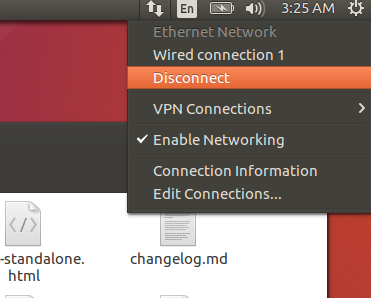 En
3:25 AM
Ethernet Network
Wired connection 1
Disconnect
VPN Connections
Enable Networking
Connection Information
Edit Connections...
</>
-standalone.
html
changelog.md